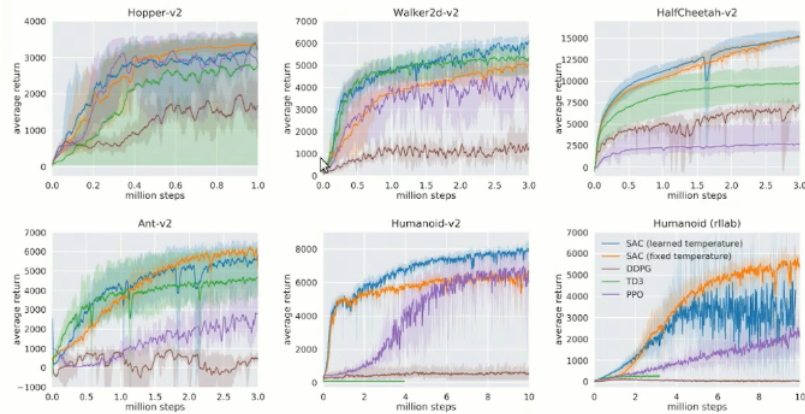 Hopper-v2
4000
3000
2000
1000
0
average return
0.0 0.2 0.4 0.6 0.8 1.0
million steps
Walker2d-v2
7000
6000
5000
4000
3000
2000
1000
0
average return
0.0 0.5 1.0 1.5 2.0 2.5 3.0
million steps
HalfCheetah-v2
15000
12500
10000
7500
5000
2500
0
average return
0.0 0.5 1.0 1.5 2.0 2.5 3.0
million steps
Ant-v2
7000
6000
5000
4000
3000
2000
1000
0
−1000
average return
0.0 0.5 1.0 1.5 2.0 2.5 3.0
million steps
Humanoid-v2
8000
6000
4000
2000
0
average return
0 2 4 6 8 10
million steps
Humanoid (rllab)
7000
6000
5000
4000
3000
2000
1000
0
average return
SAC (learned temperature)
SAC (fixed temperature)
DDPG
TD3
PPO
0 2 4 6 8 10
million steps